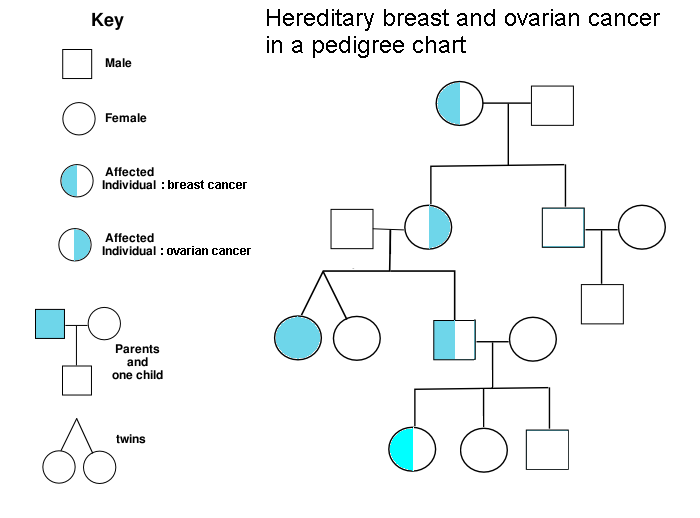 Key
Hereditary breast and ovarian cancer
in a pedigree chart
Male
Female
Affected
Individual : breast cancer
Affected
Individual : ovarian cancer
Parents
and
one child
twins